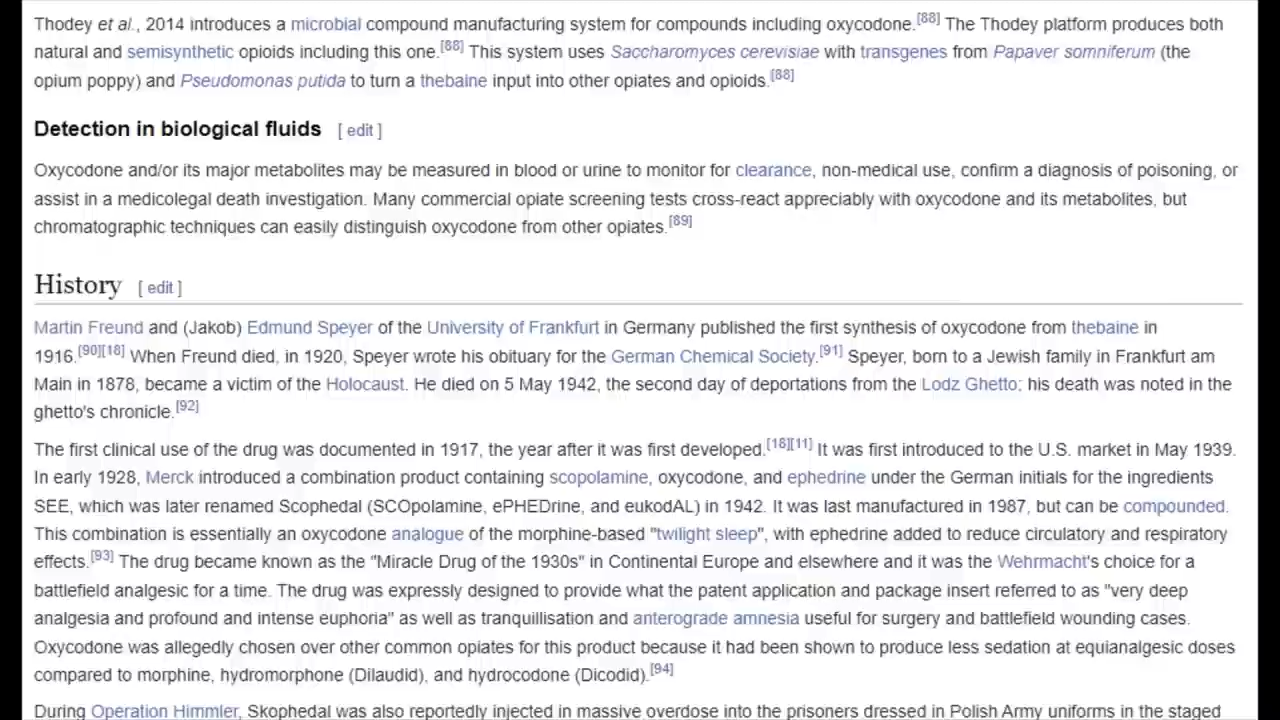 Thodey et al., 2014 introduces a microbial compound manufacturing system for compounds including oxycodone.[88] The Thodey platform produces both
natural and semisynthetic opioids including this one.[88] This system uses Saccharomyces cerevisiae with transgenes from Papaver somniferum (the
opium poppy) and Pseudomonas putida to turn a thebaine input into other opiates and opioids.[88]
Detection in biological fluids [ edit ]
Oxycodone and/or its major metabolites may be measured in blood or urine to monitor for clearance, non-medical use, confirm a diagnosis of poisoning, or
assist in a medicolegal death investigation. Many commercial opiate screening tests cross-react appreciably with oxycodone and its metabolites, but
chromatographic techniques can easily distinguish oxycodone from other opiates.[89]
History [ edit ]
Martin Freund and (Jakob) Edmund Speyer of the University of Frankfurt in Germany published the first synthesis of oxycodone from thebaine in
1916.[90][18] When Freund died, in 1920, Speyer wrote his obituary for the German Chemical Society.[91] Speyer, born to a Jewish family in Frankfurt am
Main in 1878, became a victim of the Holocaust. He died on 5 May 1942, the second day of deportations from the Lodz Ghetto; his death was noted in the
ghetto's chronicle.[92]
The first clinical use of the drug was documented in 1917, the year after it was first developed.[18][11] It was first introduced to the U.S. market in May 1939.
In early 1928, Merck introduced a combination product containing scopolamine, oxycodone, and ephedrine under the German initials for the ingredients
SEE, which was later renamed Scophedal (SCOpolamine, ePHEDrine, and eukodAL) in 1942. It was last manufactured in 1987, but can be compounded.
This combination is essentially an oxycodone analogue of the morphine-based "twilight sleep", with ephedrine added to reduce circulatory and respiratory
effects.[93] The drug became known as the "Miracle Drug of the 1930s" in Continental Europe and elsewhere and it was the Wehrmacht's choice for a
battlefield analgesic for a time. The drug was expressly designed to provide what the patent application and package insert referred to as "very deep
analgesia and profound and intense euphoria" as well as tranquillisation and anterograde amnesia useful for surgery and battlefield wounding cases.
Oxycodone was allegedly chosen over other common opiates for this product because it had been shown to produce less sedation at equianalgesic doses
compared to morphine, hydromorphone (Dilaudid), and hydrocodone (Dicodid).[94]
During Operation Himmler, Skophedal was also reportedly injected in massive overdose into the prisoners dressed in Polish Army uniforms in the staged